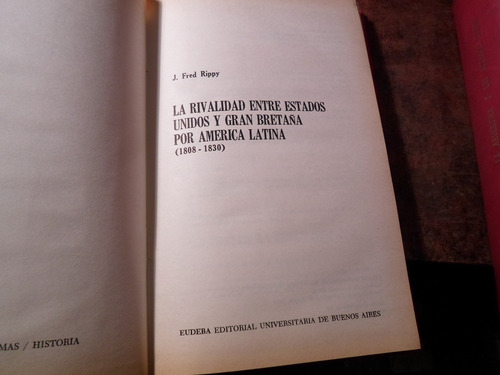 J. Fred Rippy
LA RIVALIDAD ENTRE ESTADOS
UNIDOS Y GRAN BRETAÑA
POR AMERICA LATINA
(1808 - 1830)
EUDEBA EDITORIAL UNIVERSITARIA DE BUENOS AIRES
MAS / HISTORIA